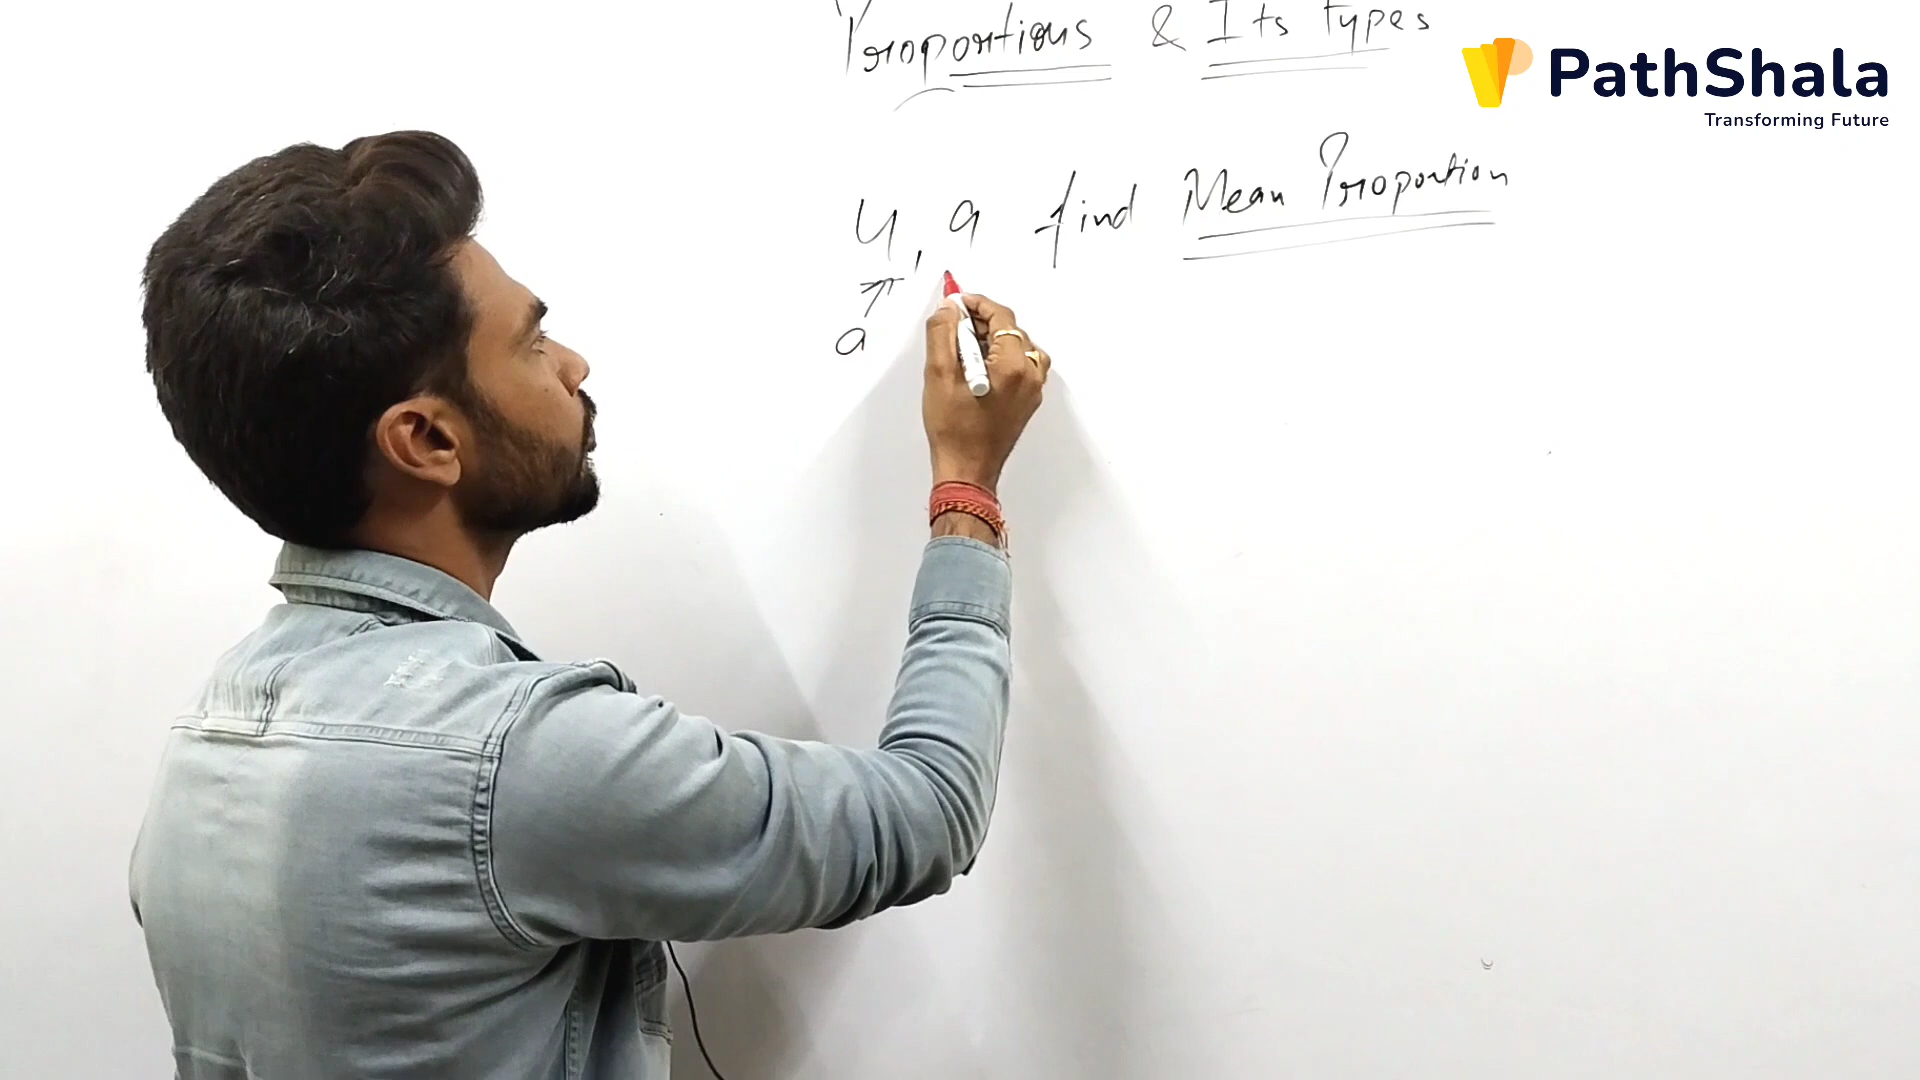 Proportions & Its types
PathShala
Transforming Future
4, 9 find Mean Proportion
a